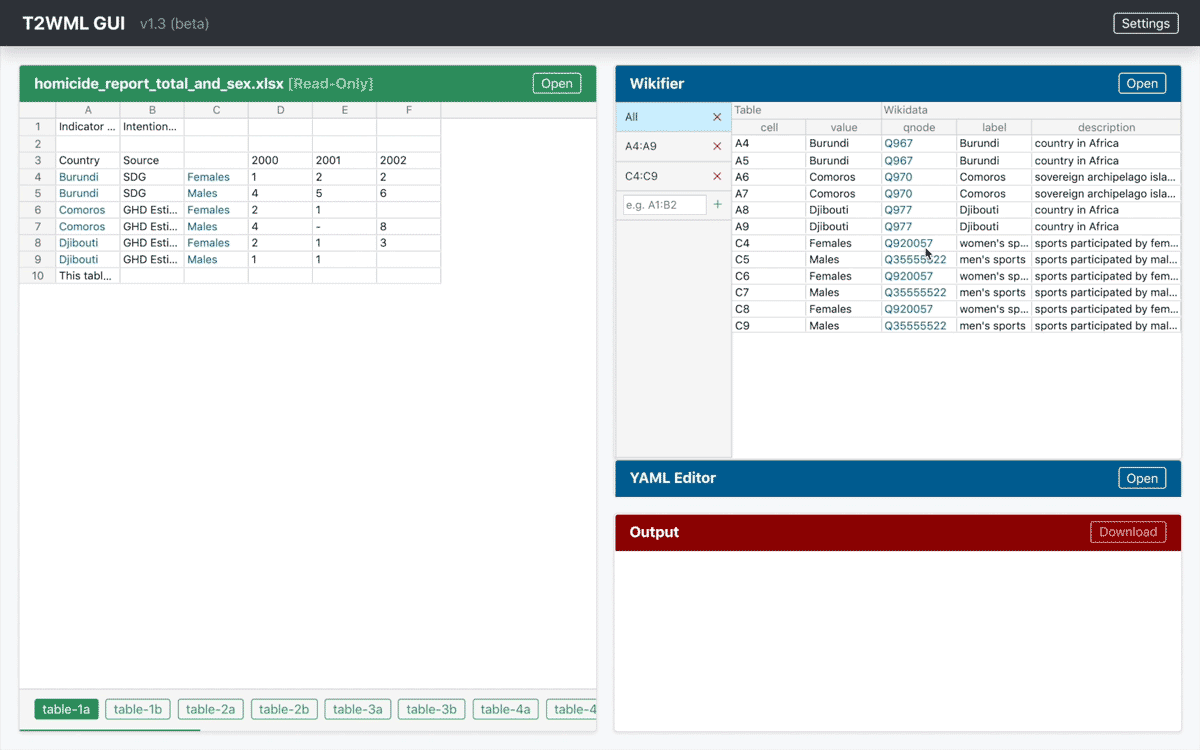 T2WML GUI v1.3 (beta) Settings
homicide_report_total_and_sex.xlsx [Read-Only] Open
A B C D E F
1 Indicator ... Intention...
2
3 Country Source 2000 2001 2002
4 Burundi SDG Females 1 2 2
5 Burundi SDG Males 4 5 6
6 Comoros GHD Esti... Females 2 1
7 Comoros GHD Esti... Males 4 - 8
8 Djibouti GHD Esti... Females 2 1 3
9 Djibouti GHD Esti... Males 1 1
10 This tabl...
table-1a table-1b table-2a table-2b table-3a table-3b table-4a table-4
Wikifier Open
All ×
A4:A9 ×
C4:C9 ×
e.g. A1:B2 +
Table Wikidata
cell value qnode label description
A4 Burundi Q967 Burundi country in Africa
A5 Burundi Q967 Burundi country in Africa
A6 Comoros Q970 Comoros sovereign archipelago isla...
A7 Comoros Q970 Comoros sovereign archipelago isla...
A8 Djibouti Q977 Djibouti country in Africa
A9 Djibouti Q977 Djibouti country in Africa
C4 Females Q920057 women's sp... sports participated by fem...
C5 Males Q35555522 men's sports sports participated by mal...
C6 Females Q920057 women's sp... sports participated by fem...
C7 Males Q35555522 men's sports sports participated by mal...
C8 Females Q920057 women's sp... sports participated by fem...
C9 Males Q35555522 men's sports sports participated by mal...
YAML Editor Open
Output Download